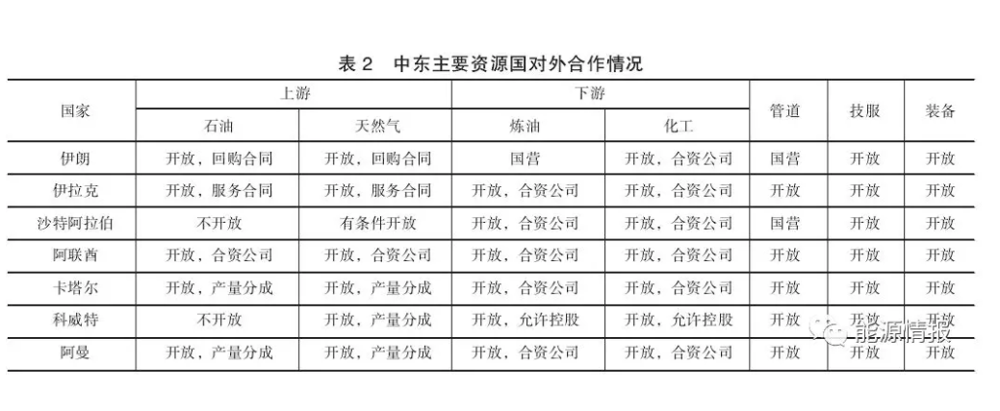 表 2 中东主要资源国对外合作情况
国家 上游 下游 管道 技服 装备
石油 天然气 炼油 化工
伊朗 开放，回购合同 开放，回购合同 国营 开放，合资公司 国营 开放 开放
伊拉克 开放，服务合同 开放，服务合同 开放，合资公司 开放，合资公司 开放 开放 开放
沙特阿拉伯 不开放 有条件开放 开放，合资公司 开放，合资公司 国营 开放 开放
阿联酋 开放，合资公司 开放，合资公司 开放，合资公司 开放，合资公司 开放 开放 开放
卡塔尔 开放，产量分成 开放，产量分成 开放，合资公司 开放，合资公司 开放 开放 开放
科威特 不开放 开放，产量分成 开放，允许控股 开放，允许控股 开放 开放 开放
能源情报
阿曼 开放，产量分成 开放，产量分成 开放，合资公司 开放，合资公司 开放 开放 开放